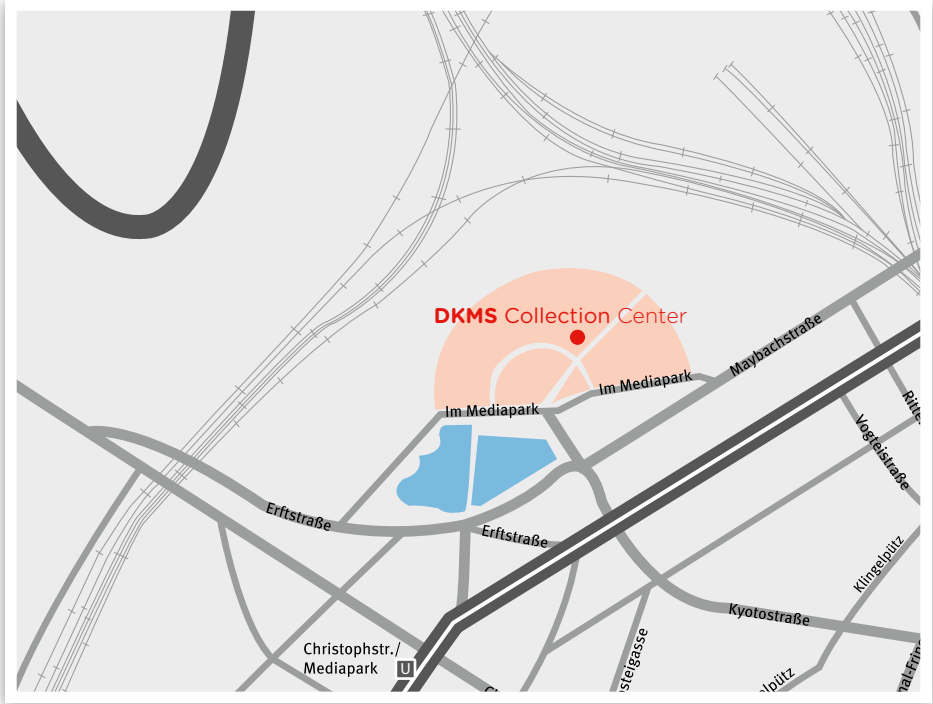 DKMS Collection Center
Maybachstraße
Im Mediapark
Im Mediapark
Vogteistraße
Erftstraße
Erftstraße
Klingelpütz
Kyotostraße
Christophstr./
Mediapark
U